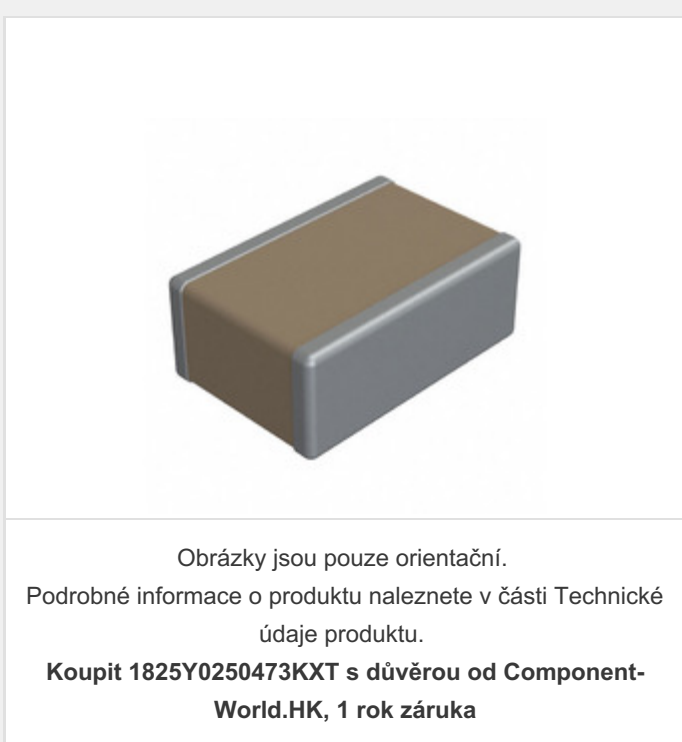 Obrázky jsou pouze orientační.
Podrobné informace o produktu naleznete v části Technické
údaje produktu.
Koupit 1825Y0250473KXT s důvěrou od Component-
World.HK, 1 rok záruka